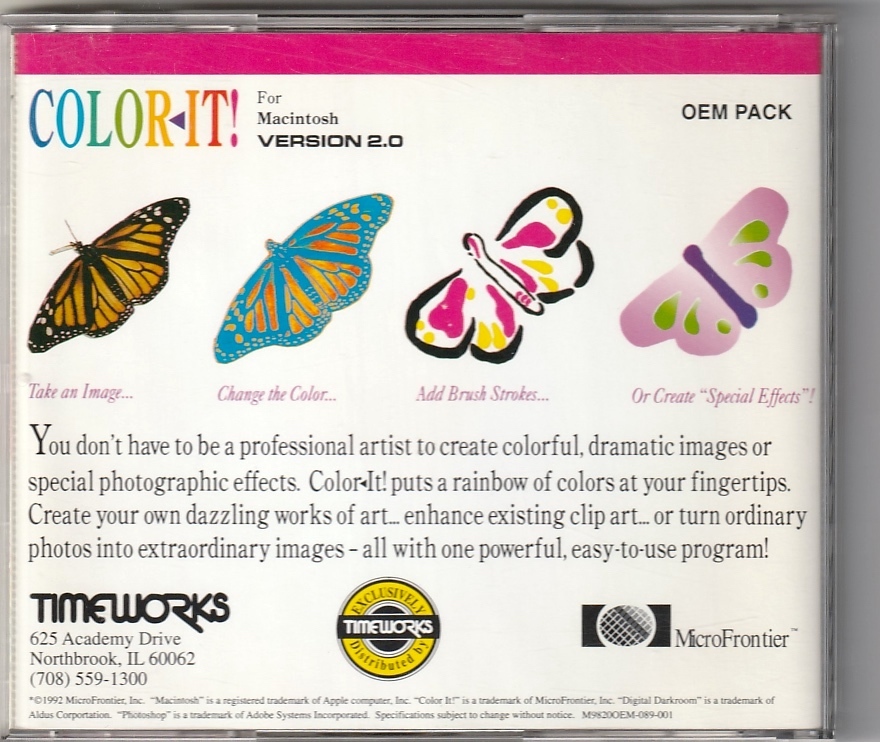 COLOR◂IT!
For
Macintosh
VERSION 2.0
OEM PACK
Take an Image...
Change the Color...
Add Brush Strokes...
Or Create “Special Effects”!
You don’t have to be a professional artist to create colorful, dramatic images or
special photographic effects. Color◂It! puts a rainbow of colors at your fingertips.
Create your own dazzling works of art... enhance existing clip art... or turn ordinary
photos into extraordinary images – all with one powerful, easy-to-use program!
TIMEWORKS
625 Academy Drive
Northbrook, IL 60062
(708) 559-1300
EXCLUSIVELY
TIMEWORKS
Distributed by
MicroFrontier™
*©1992 MicroFrontier, Inc. “Macintosh” is a registered trademark of Apple computer, Inc. “Color It!” is a trademark of MicroFrontier, Inc. “Digital Darkroom” is a trademark of
Aldus Corportation. “Photoshop” is a trademark of Adobe Systems Incorporated. Specifications subject to change without notice. M9820OEM-089-001